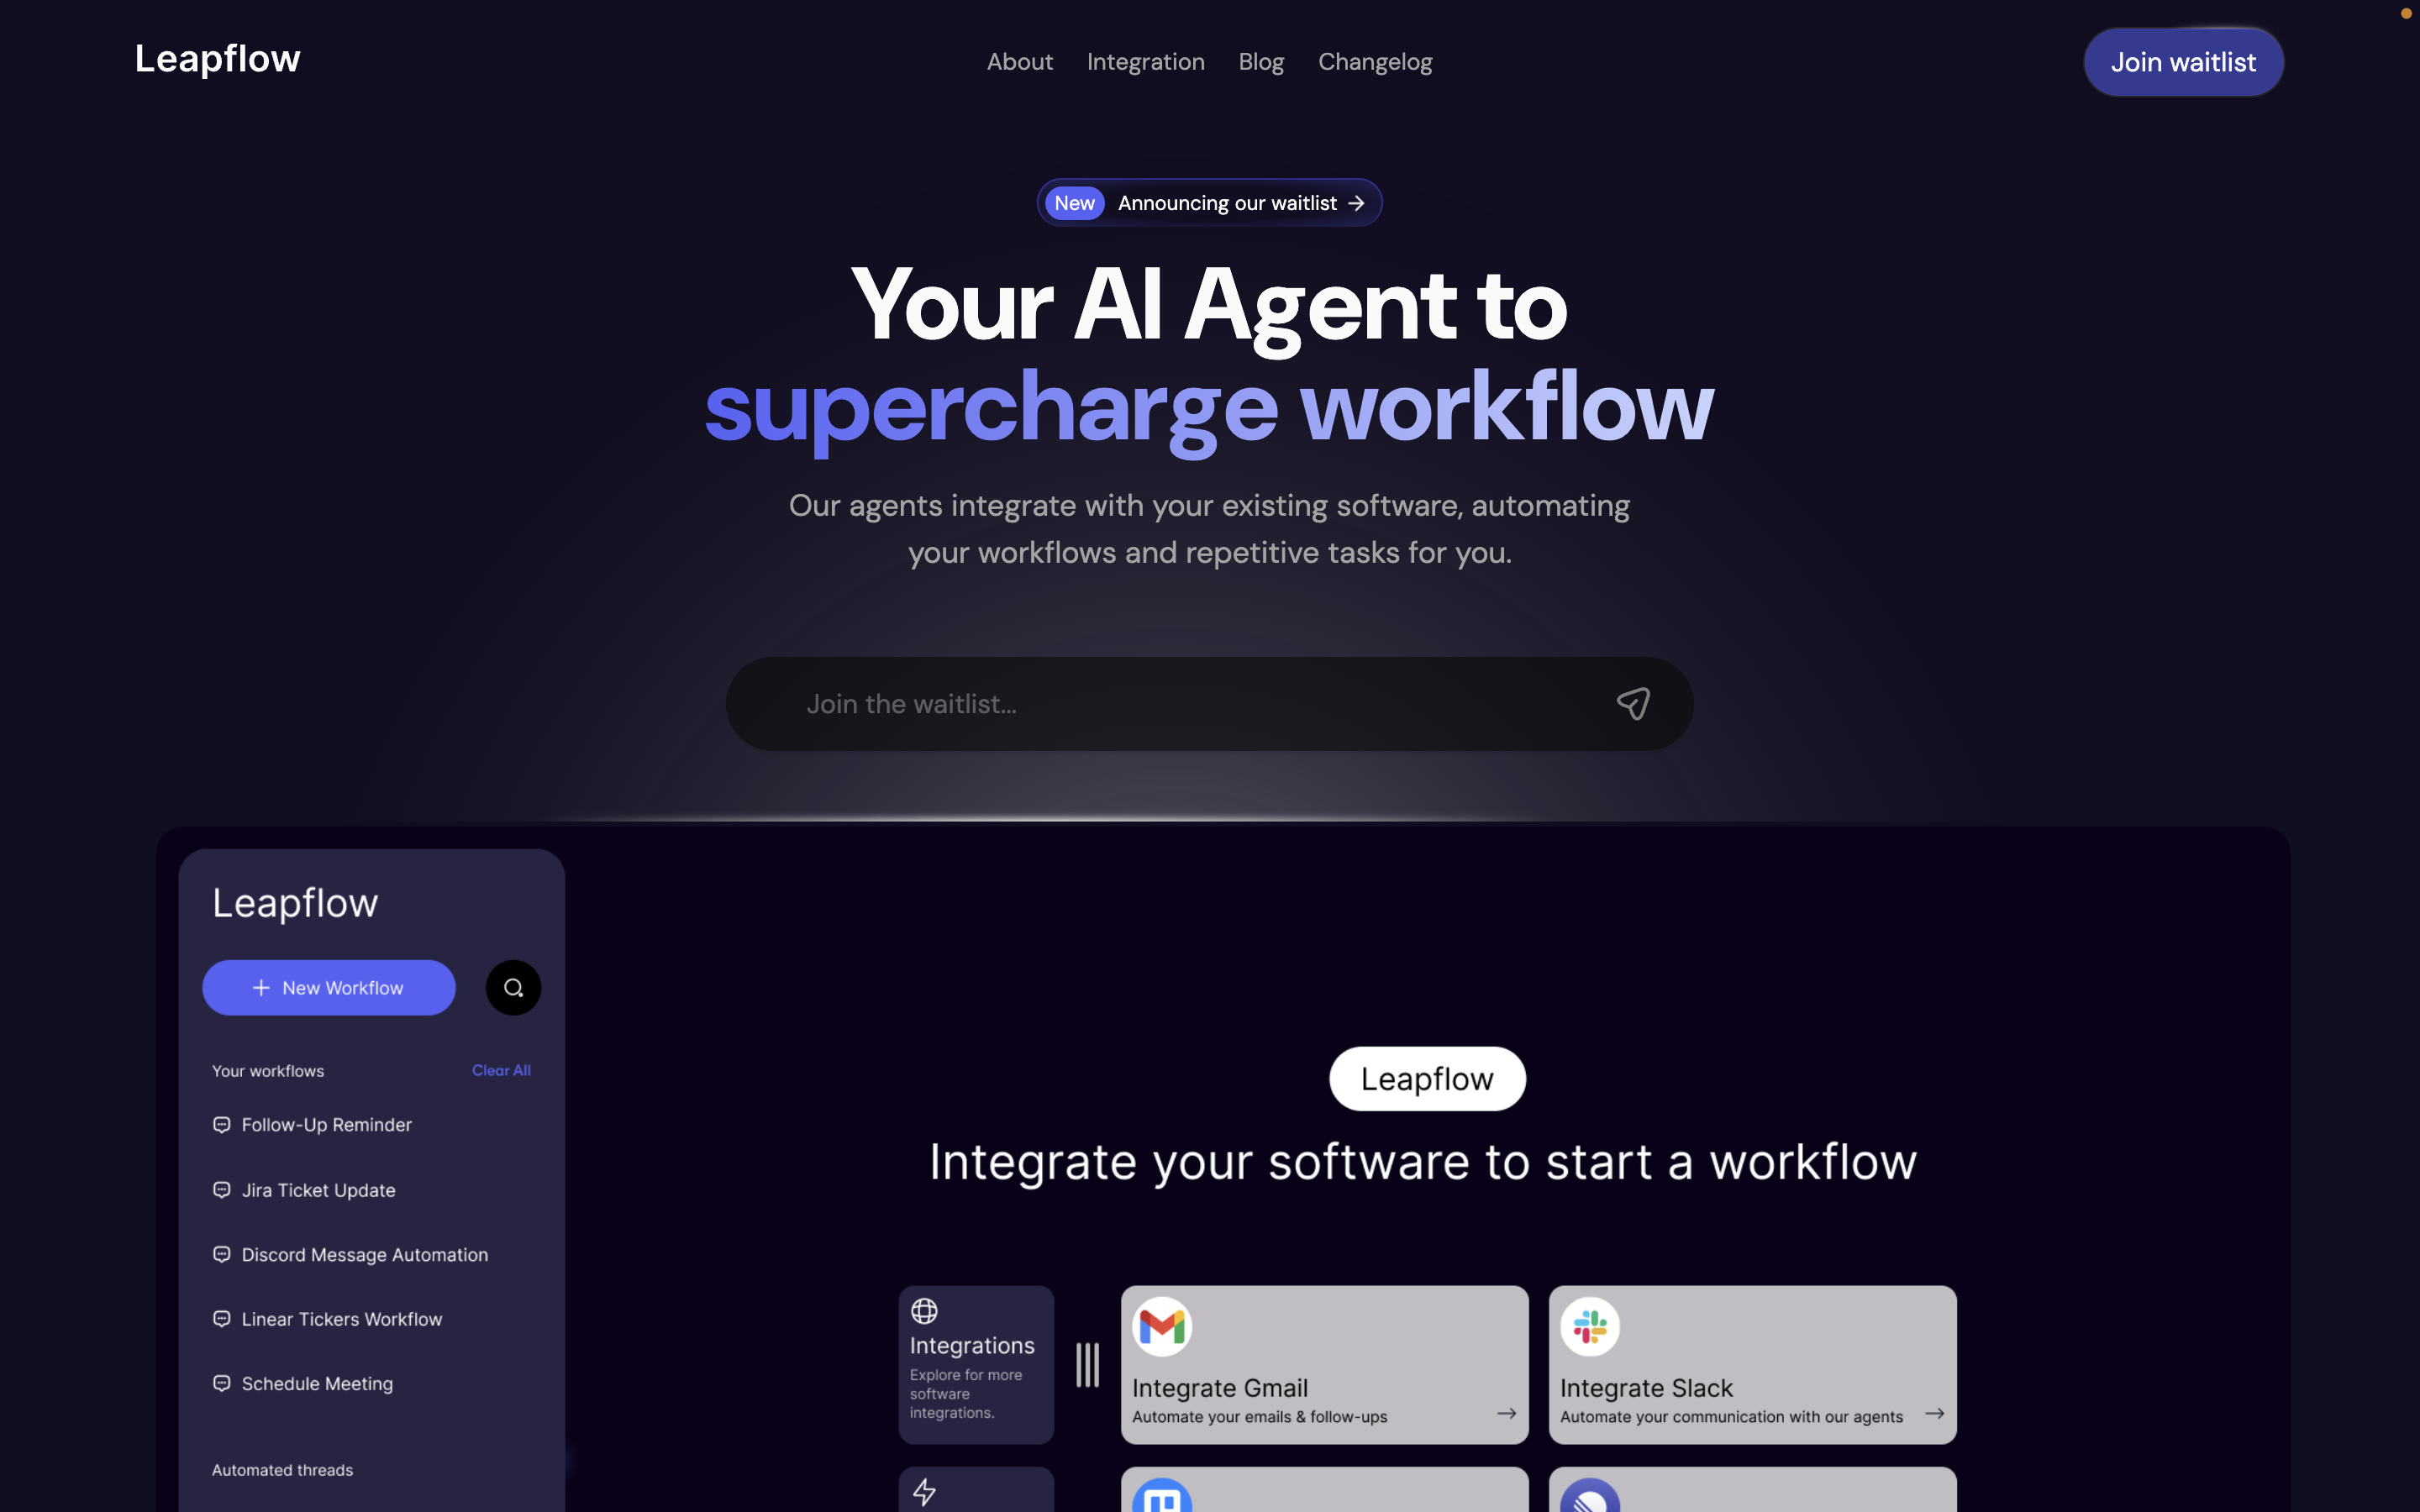 Leapflow
About
Integration
Blog
Changelog
Join waitlist
New
Announcing our waitlist
Your AI Agent to
supercharge workflow
Our agents integrate with your existing software, automating
your workflows and repetitive tasks for you.
Join the waitlist...
Leapflow
New Workflow
Your workflows
Clear All
Follow-Up Reminder
Jira Ticket Update
Discord Message Automation
Linear Tickers Workflow
Schedule Meeting
Automated threads
Leapflow
Integrate your software to start a workflow
Integrations
Explore for more
software
integrations.
Integrate Gmail
Automate your emails & follow-ups
Integrate Slack
Automate your communication with our agents